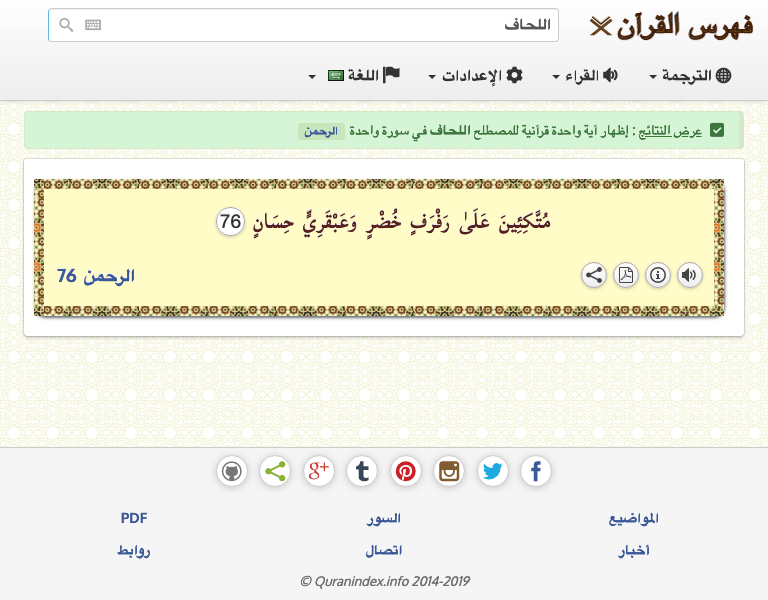 فهرس القرآن
اللحاف
الترجمة القراء الإعدادات اللغة
عرض النتائج : إظهار آية واحدة قرآنية للمصطلح اللحاف في سورة واحدة الرحمن
مُتَّكِئِينَ عَلَىٰ رَفْرَفٍ خُضْرٍ وَعَبْقَرِيٍّ حِسَانٍ 76
الرحمن 76
المواضيع السور PDF
أخبار اتصال روابط
© Quranindex.info 2014-2019